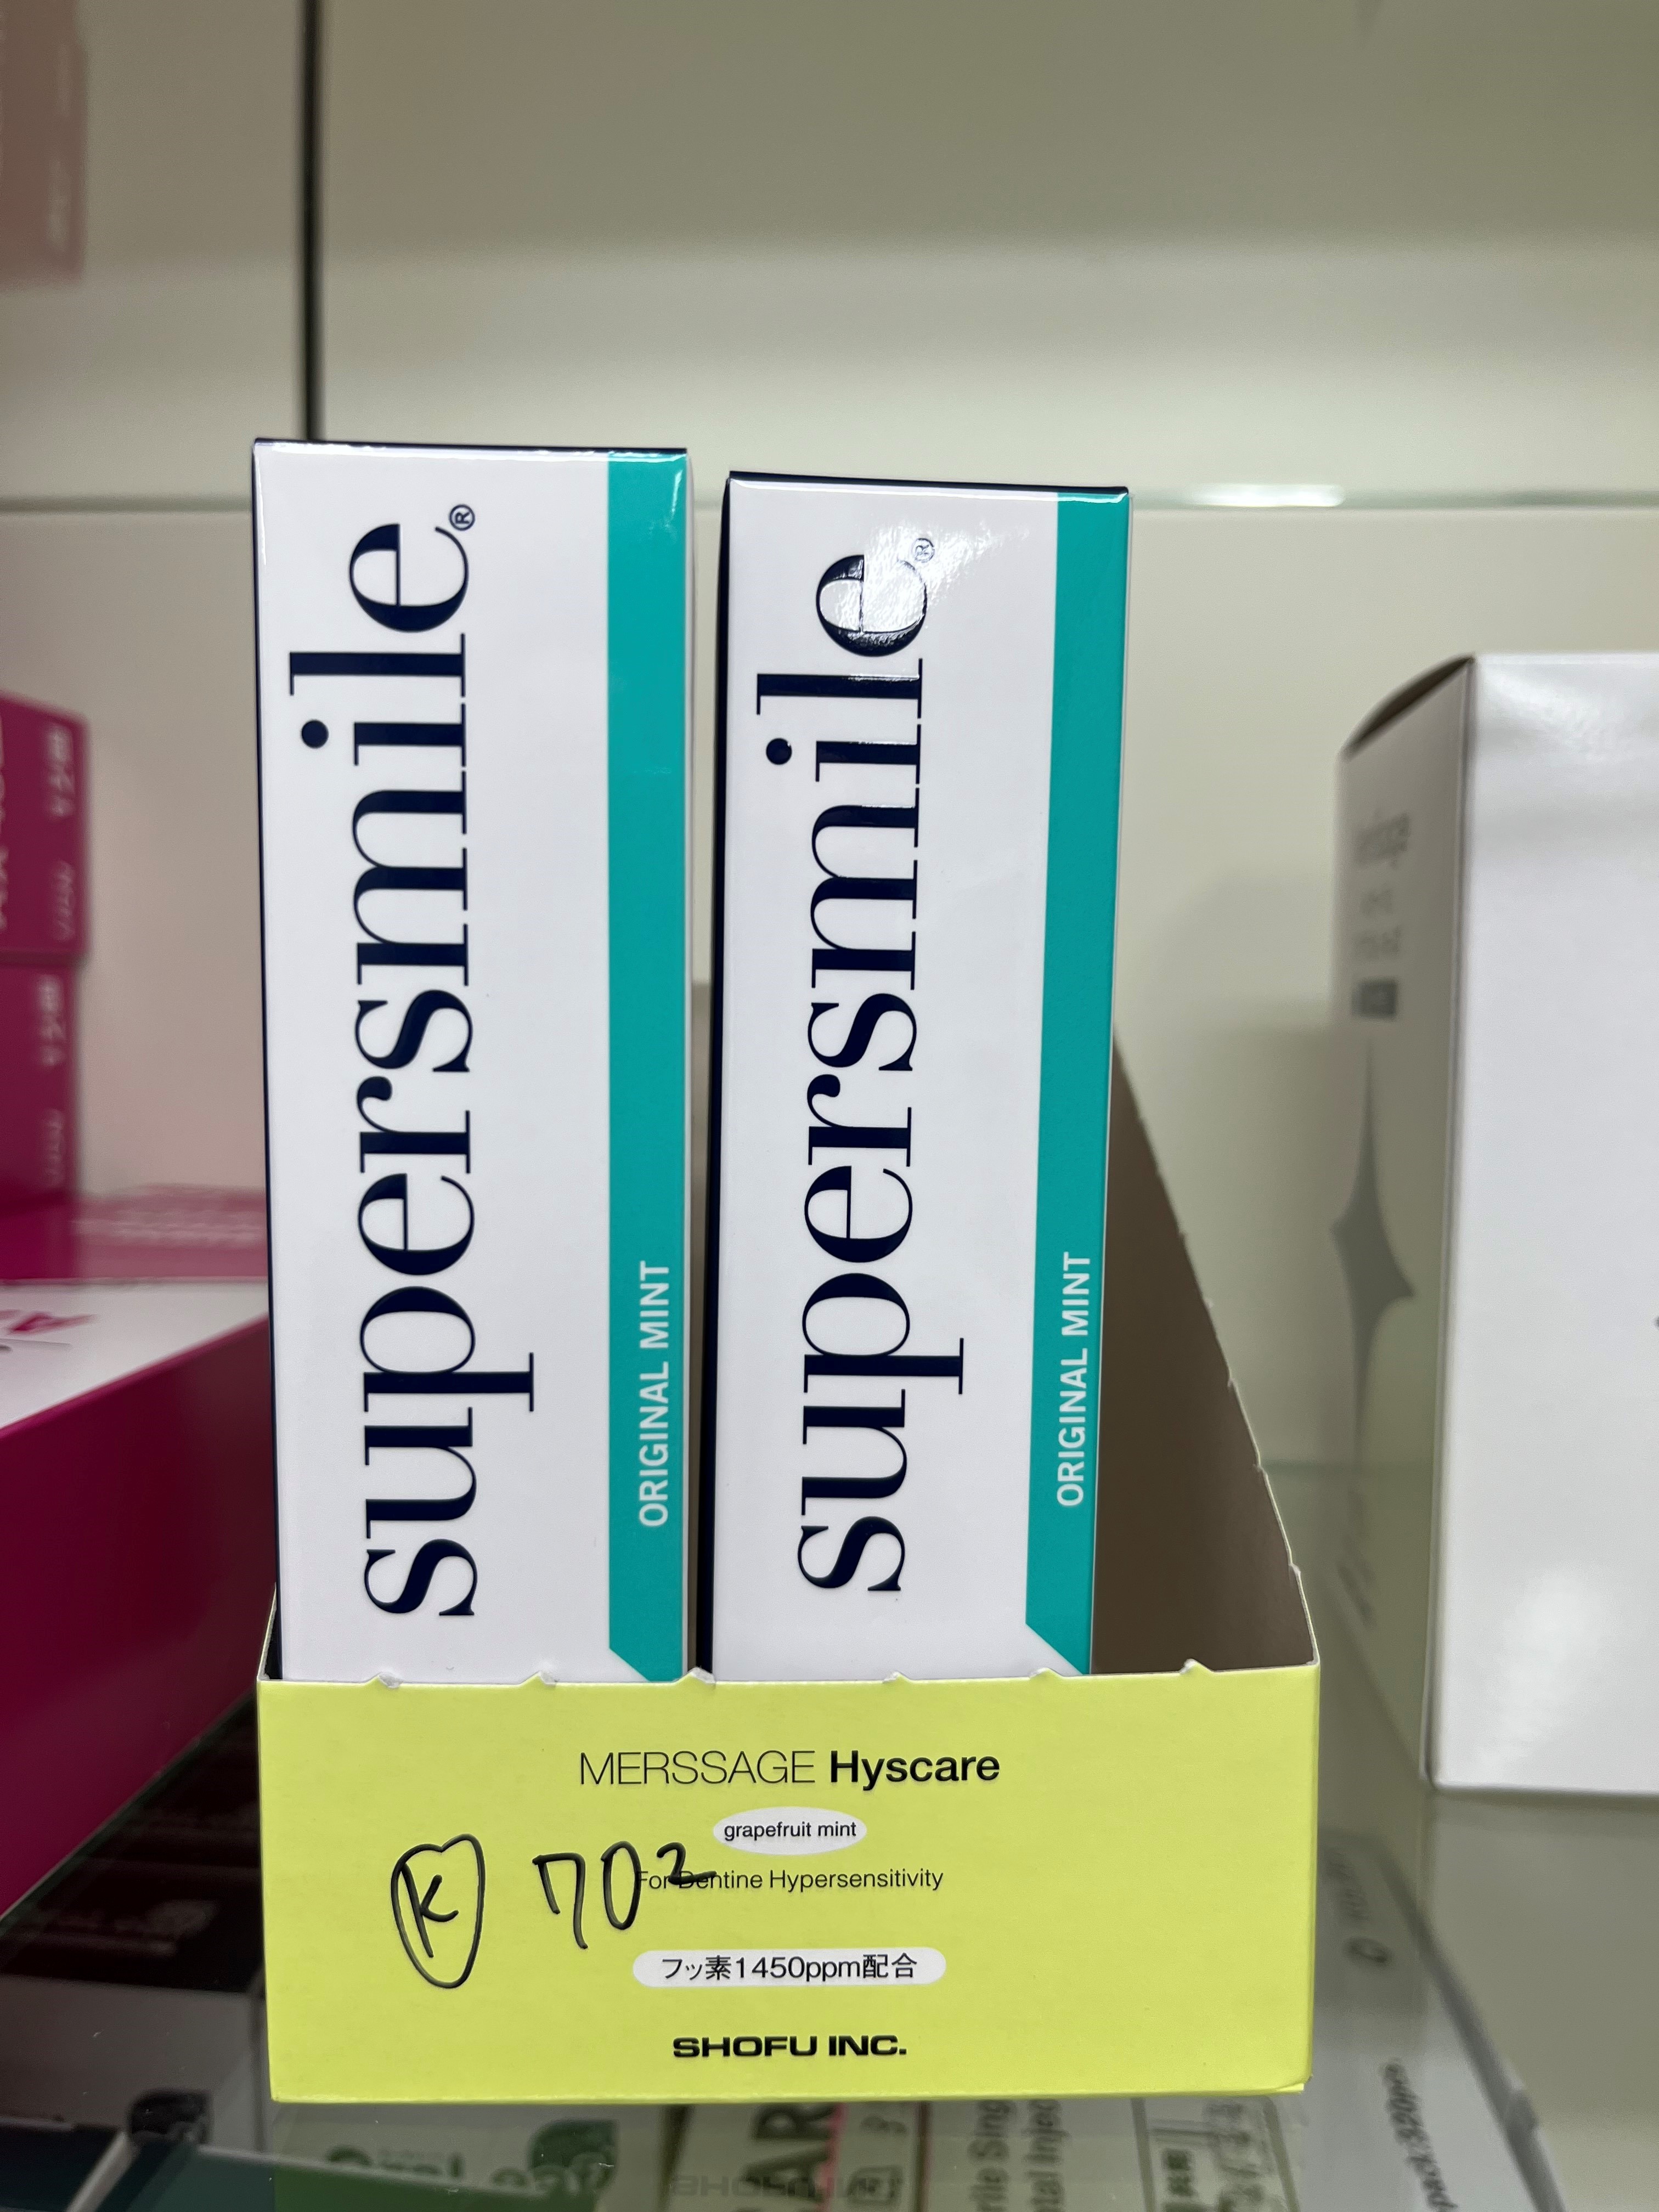 supersmile®
ORIGINAL MINT
supersmile®
ORIGINAL MINT
MERSSAGE Hyscare
grapefruit mint
For Dentine Hypersensitivity
K 702
フッ素1450ppm配合
SHOFU INC.